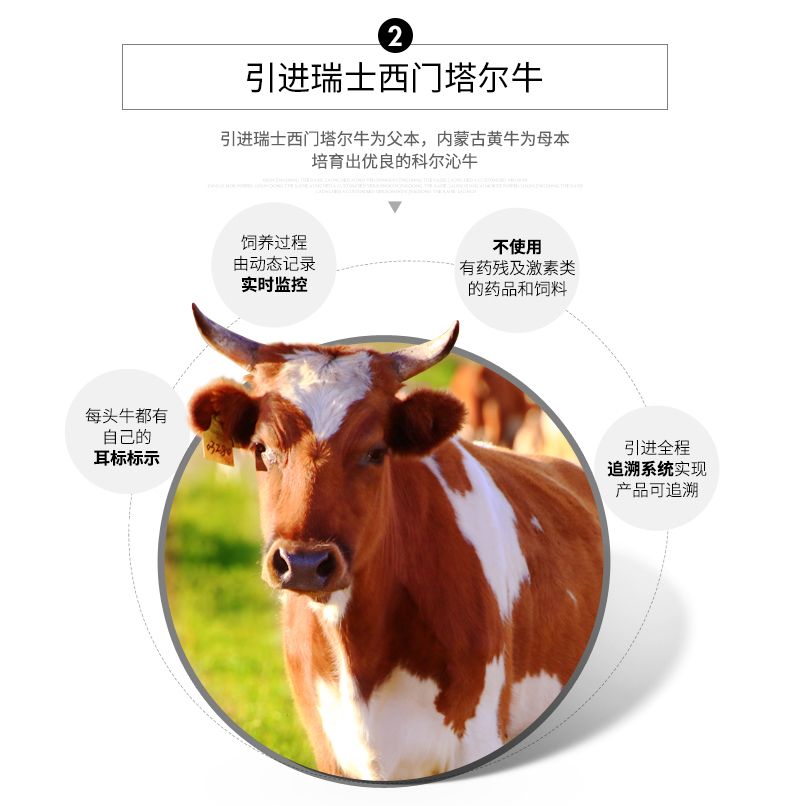 2
引进瑞士西门塔尔牛
引进瑞士西门塔尔牛为父本，内蒙古黄牛为母本
培育出优良的科尔沁牛
饲养过程
由动态记录
实时监控
不使用
有药残及激素类
的药品和饲料
每头牛都有
自己的
耳标标示
引进全程
追溯系统实现
产品可追溯